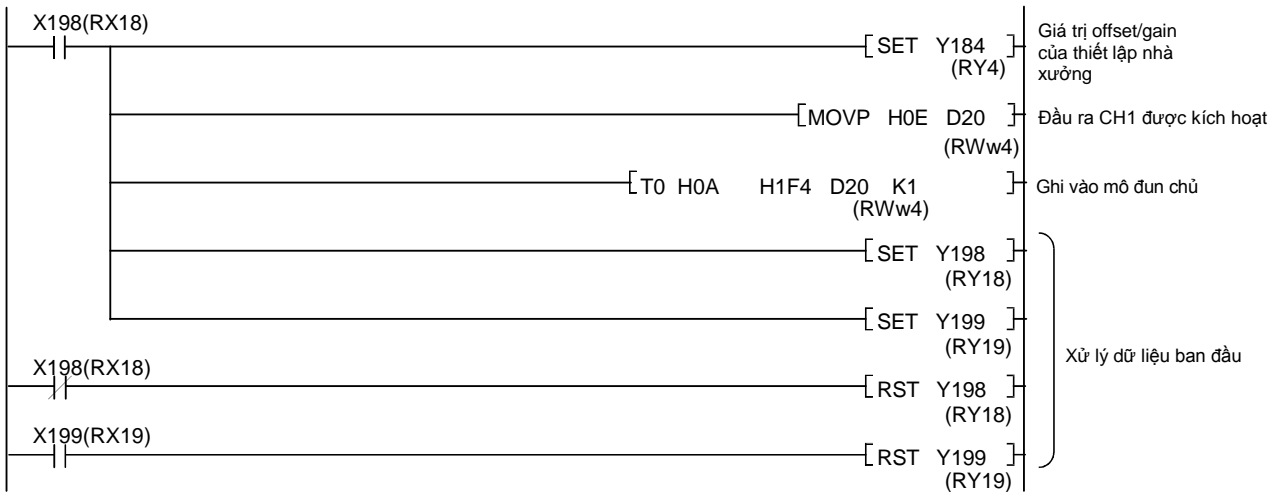 X198(RX18)
SET Y184
(RY4)
Giá trị offset/gain
của thiết lập nhà
xưởng
MOVP H0E D20
(RWw4)
Đầu ra CH1 được kích hoạt
T0 H0A H1F4 D20 K1
(RWw4)
Ghi vào mô đun chủ
SET Y198
(RY18)
SET Y199
(RY19)
Xử lý dữ liệu ban đầu
X198(RX18)
RST Y198
(RY18)
X199(RX19)
RST Y199
(RY19)